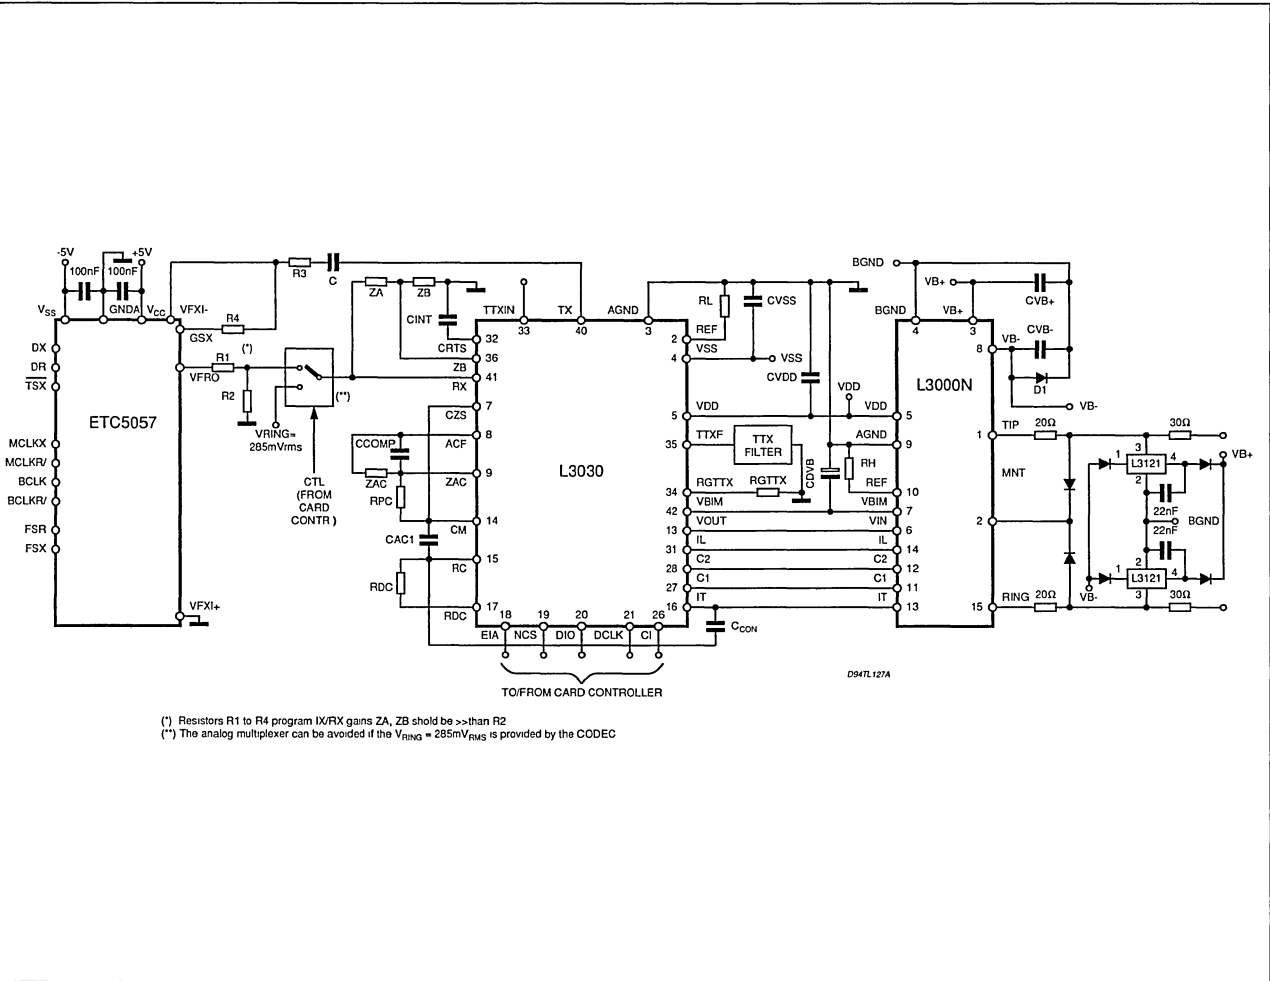 -5V
+5V
100nF
100nF
VSS
GNDA
VCC
VFXI-
GSX
R4
(*)
R3
C
DX
DR
TSX
VFRO
R1
R2
(**)
ETC5057
VRING=
285mVrms
MCLKX
MCLKR/
BCLK
BCLKR/
FSR
FSX
VFXI+
CTL
(FROM
CARD
CONTR )
ZA
ZB
CINT
TTXIN
33
TX
40
AGND
3
32
CRTS
36
ZB
41
RX
7
CZS
8
ACF
9
ZAC
14
CM
15
RC
17
RDC
CCOMP
ZAC
RPC
CAC1
RDC
L3030
18
19
20
21
26
EIA
NCS
DIO
DCLK
CI
TO/FROM CARD CONTROLLER
2
REF
VSS
4
VSS
RL
CVSS
CVDD
VDD
5
VDD
VDD
5
35
TTXF
TTX
FILTER
CDVB
AGND
9
RH
REF
10
34
RGTTX
RGTTX
42
VBIM
VBIM
7
13
VOUT
VIN
6
31
IL
IL
14
28
C2
C2
12
27
C1
C1
11
16
IT
IT
13
CCON
BGND
BGND
4
VB+
VB+
3
CVB+
8
VB-
CVB-
D1
VB-
L3000N
1
TIP
20Ω
30Ω
MNT
2
15
RING
20Ω
30Ω
VB+
1
3
L3121
4
2
22nF
BGND
22nF
2
1
L3121
4
3
VB-
D94TL127A
(*) Resistors R1 to R4 program IX/RX gains ZA, ZB shold be >>than R2
(**) The analog multiplexer can be avoided if the VRING = 285mVRMS is provided by the CODEC